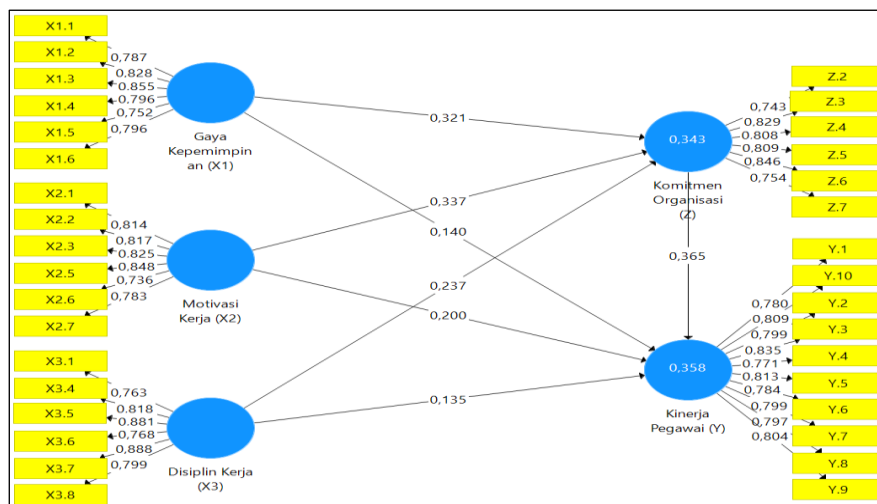 X1.1
X1.2
X1.3
X1.4
X1.5
X1.6
0,787
0,828
0,855
0,796
0,752
0,796
Gaya
Kepemimpin
an (X1)
X2.1
X2.2
X2.3
X2.5
X2.6
X2.7
0,814
0,817
0,825
0,848
0,736
0,783
Motivasi
Kerja (X2)
X3.1
X3.4
X3.5
X3.6
X3.7
X3.8
0,763
0,818
0,881
0,768
0,888
0,799
Disiplin Kerja
(X3)
0,321
0,337
0,140
0,237
0,200
0,135
0,365
0,343
Komitmen
Organisasi
(Z)
0,743
0,829
0,808
0,809
0,846
0,754
Z.2
Z.3
Z.4
Z.5
Z.6
Z.7
0,358
Kinerja
Pegawai (Y)
0,780
0,809
0,799
0,835
0,771
0,813
0,784
0,799
0,797
0,804
Y.1
Y.10
Y.2
Y.3
Y.4
Y.5
Y.6
Y.7
Y.8
Y.9